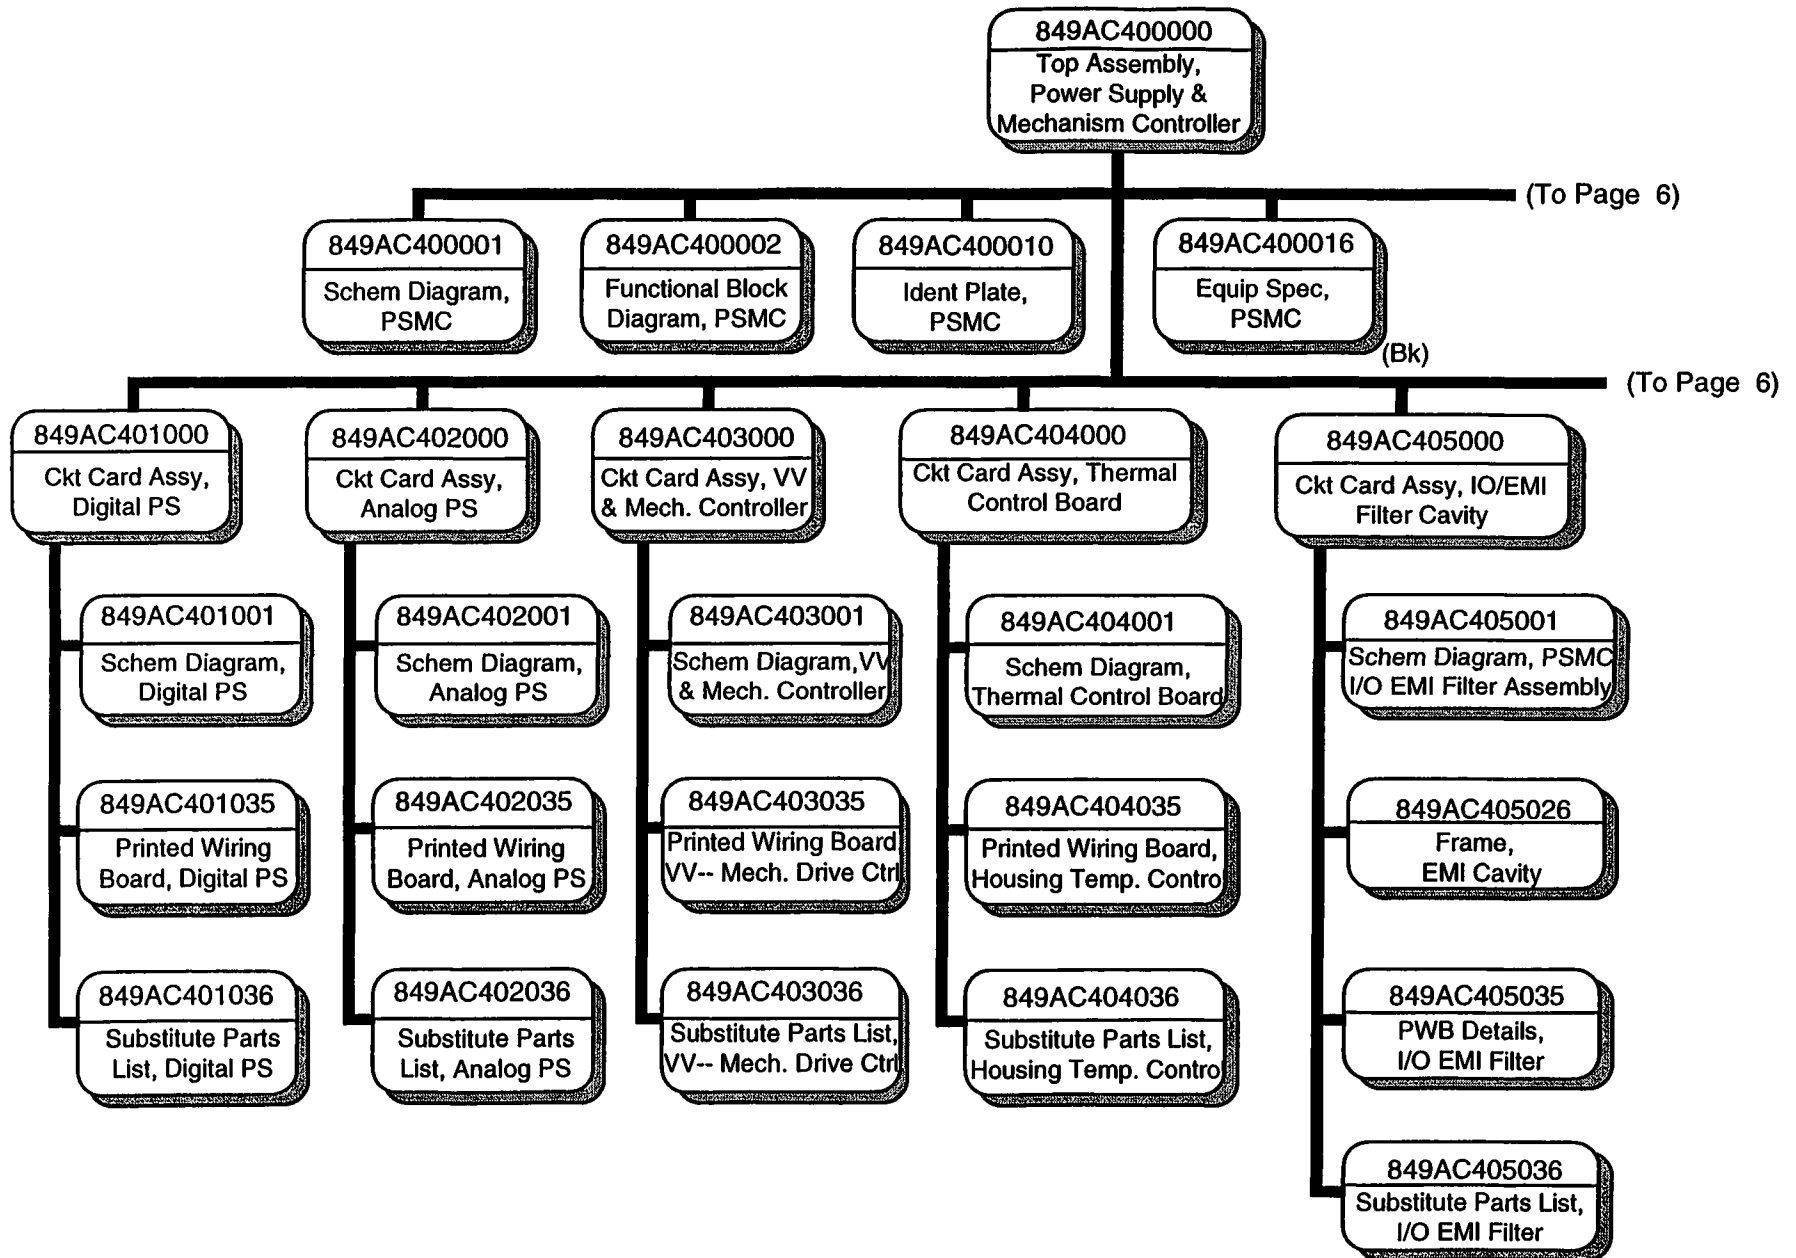 849AC400000
Top Assembly,
Power Supply &
Mechanism Controller
(To Page 6)
849AC400001
Schem Diagram,
PSMC
849AC400002
Functional Block
Diagram, PSMC
849AC400010
Ident Plate,
PSMC
849AC400016
Equip Spec,
PSMC
(Bk)
(To Page 6)
849AC401000
Ckt Card Assy,
Digital PS
849AC402000
Ckt Card Assy,
Analog PS
849AC403000
Ckt Card Assy, VV
& Mech. Controller
849AC404000
Ckt Card Assy, Thermal
Control Board
849AC405000
Ckt Card Assy, IO/EMI
Filter Cavity
849AC401001
Schem Diagram,
Digital PS
849AC402001
Schem Diagram,
Analog PS
849AC403001
Schem Diagram,VV
& Mech. Controller
849AC404001
Schem Diagram,
Thermal Control Board
849AC405001
Schem Diagram, PSMC
I/O EMI Filter Assembly
849AC401035
Printed Wiring
Board, Digital PS
849AC402035
Printed Wiring
Board, Analog PS
849AC403035
Printed Wiring Board
VV-- Mech. Drive Ctrl
849AC404035
Printed Wiring Board,
Housing Temp. Contro
849AC405026
Frame,
EMI Cavity
849AC401036
Substitute Parts
List, Digital PS
849AC402036
Substitute Parts
List, Analog PS
849AC403036
Substitute Parts List,
VV-- Mech. Drive Ctrl
849AC404036
Substitute Parts List,
Housing Temp. Contro
849AC405035
PWB Details,
I/O EMI Filter
849AC405036
Substitute Parts List,
I/O EMI Filter